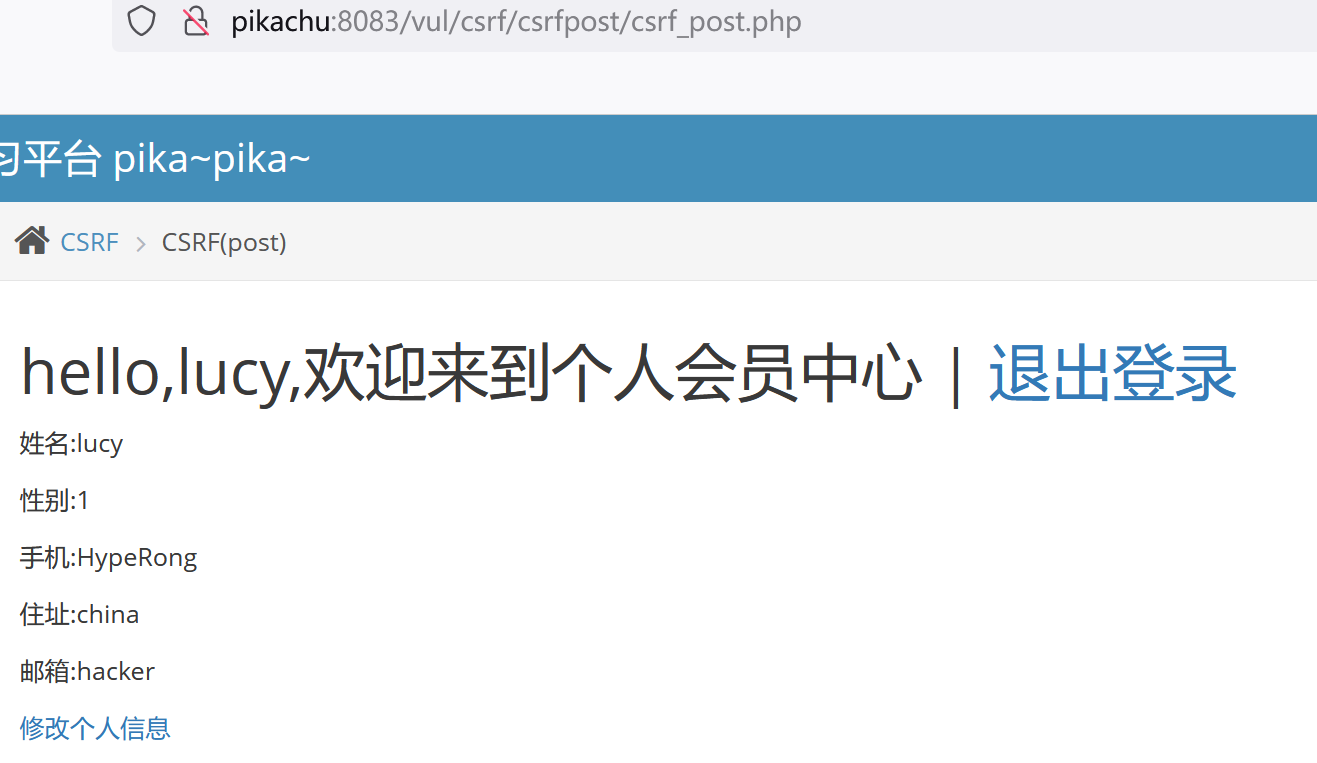 pikachu:8083/vul/csrf/csrfpost/csrf_post.php
习平台 pika~pika~
CSRF > CSRF(post)
hello,lucy,欢迎来到个人会员中心 | 退出登录
姓名:lucy
性别:1
手机:HypeRong
住址:china
邮箱:hacker
修改个人信息